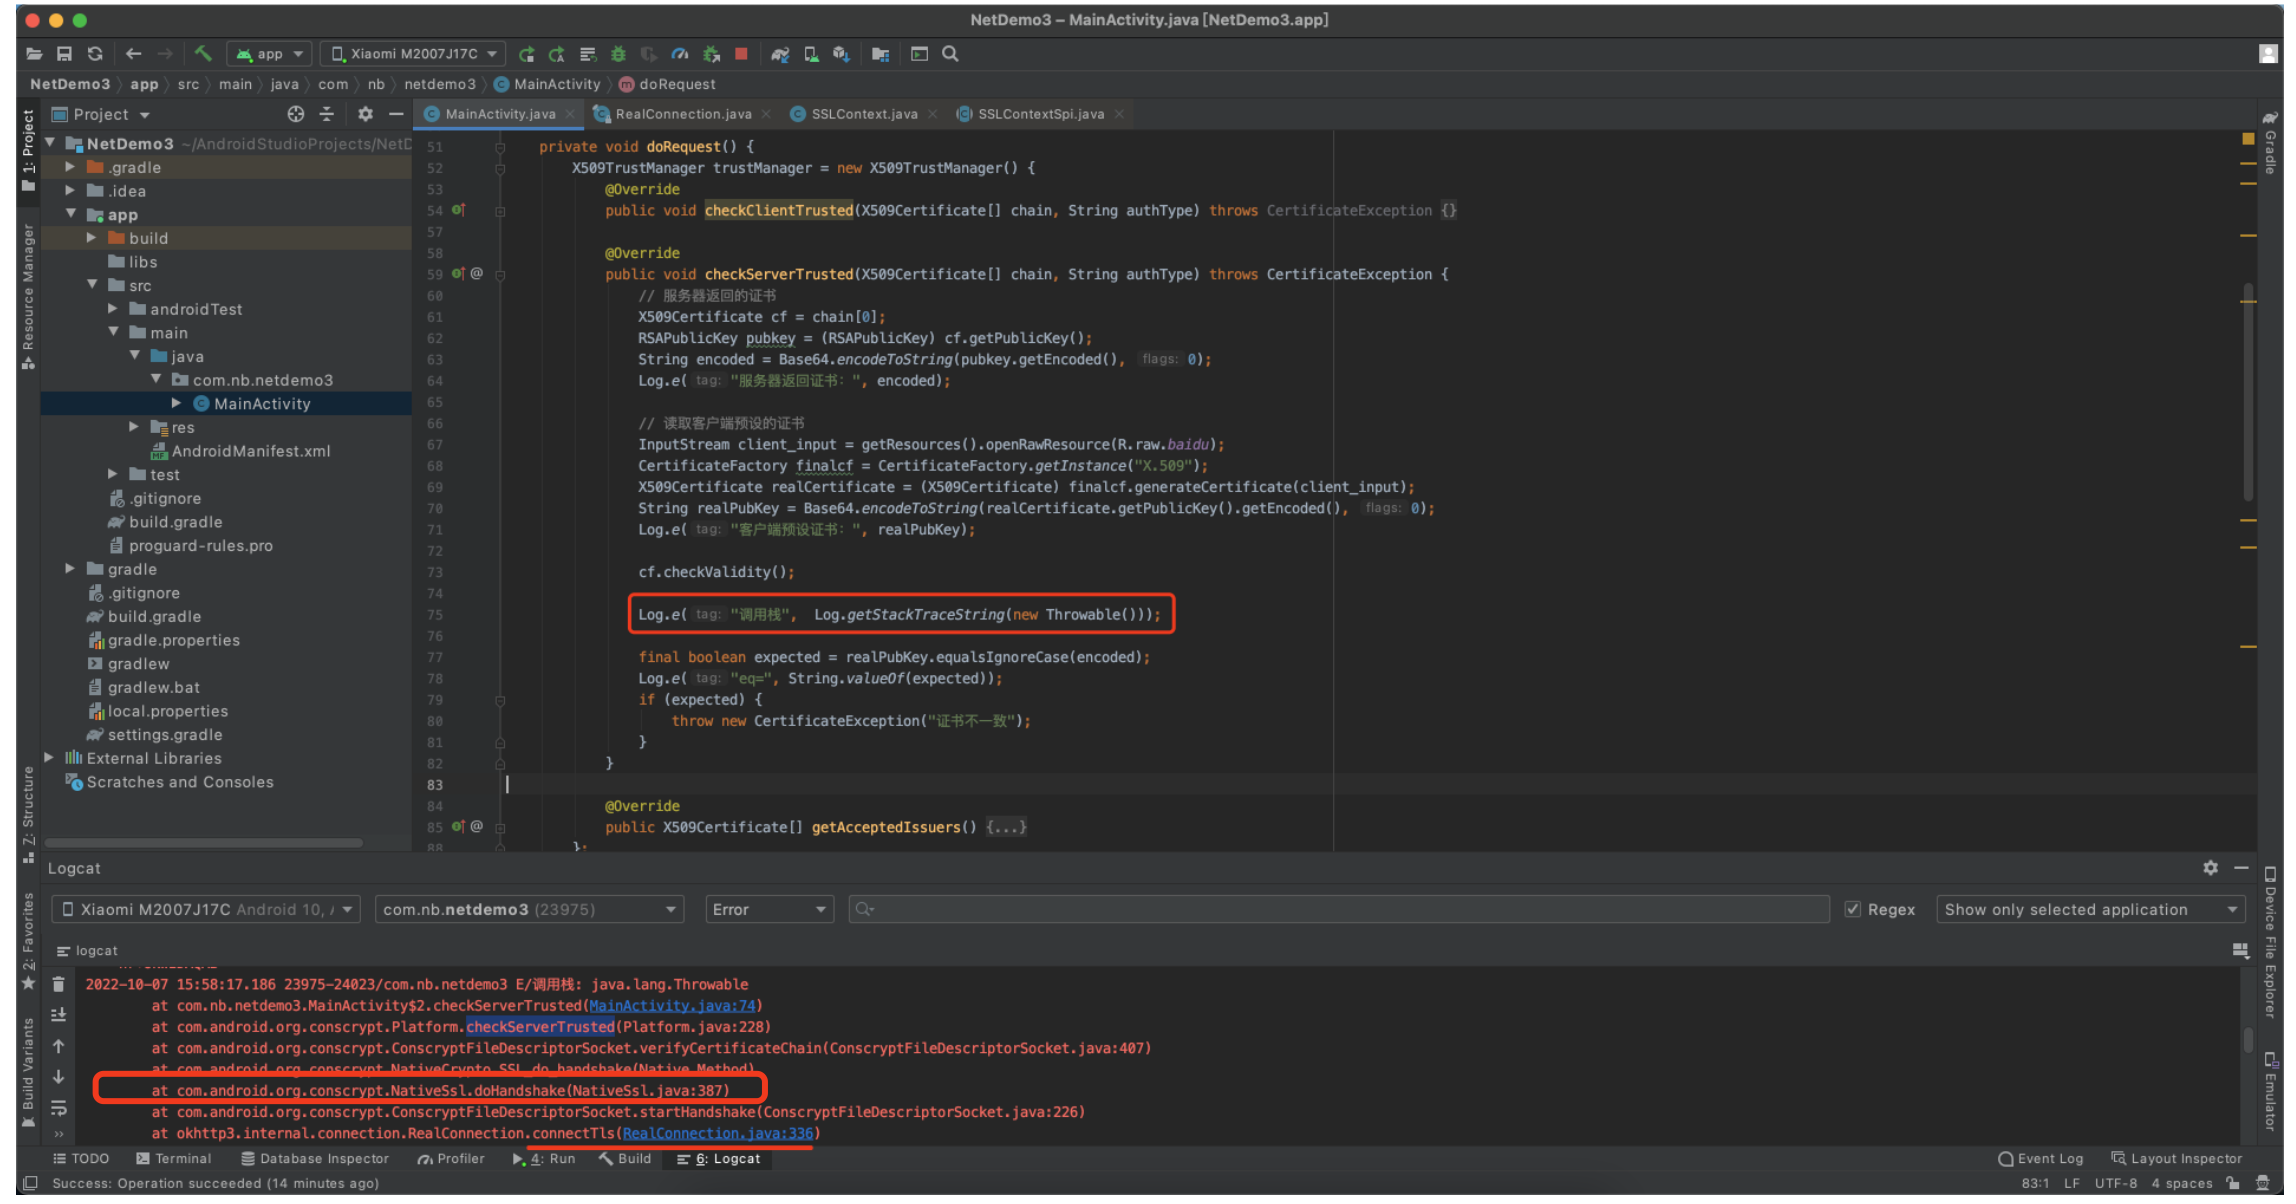 NetDemo3 – MainActivity.java [NetDemo3.app]
app
Xiaomi M2007J17C
NetDemo3 〉 app 〉 src 〉 main 〉 java 〉 com 〉 nb 〉 netdemo3 〉 MainActivity 〉 doRequest
Project
MainActivity.java
RealConnection.java
SSLContext.java
SSLContextSpi.java
1: Project
Resource Manager
Z: Structure
2: Favorites
Build Variants
Gradle
Device File Explorer
Emulator
NetDemo3 ~/AndroidStudioProjects/NetD
.gradle
.idea
app
build
libs
src
androidTest
main
java
com.nb.netdemo3
MainActivity
res
AndroidManifest.xml
test
.gitignore
build.gradle
proguard-rules.pro
gradle
.gitignore
build.gradle
gradle.properties
gradlew
gradlew.bat
local.properties
settings.gradle
External Libraries
Scratches and Consoles
51 private void doRequest() {
52 X509TrustManager trustManager = new X509TrustManager() {
53 @Override
54 public void checkClientTrusted(X509Certificate[] chain, String authType) throws CertificateException {}
57
58 @Override
59 @ public void checkServerTrusted(X509Certificate[] chain, String authType) throws CertificateException {
60 // 服务器返回的证书
61 X509Certificate cf = chain[0];
62 RSAPublicKey pubkey = (RSAPublicKey) cf.getPublicKey();
63 String encoded = Base64.encodeToString(pubkey.getEncoded(), flags: 0);
64 Log.e( tag: "服务器返回证书：", encoded);
65
66 // 读取客户端预设的证书
67 InputStream client_input = getResources().openRawResource(R.raw.baidu);
68 CertificateFactory finalcf = CertificateFactory.getInstance("X.509");
69 X509Certificate realCertificate = (X509Certificate) finalcf.generateCertificate(client_input);
70 String realPubKey = Base64.encodeToString(realCertificate.getPublicKey().getEncoded(), flags: 0);
71 Log.e( tag: "客户端预设证书：", realPubKey);
72
73 cf.checkValidity();
74
75 Log.e( tag: "调用栈", Log.getStackTraceString(new Throwable()));
76
77 final boolean expected = realPubKey.equalsIgnoreCase(encoded);
78 Log.e( tag: "eq=", String.valueOf(expected));
79 if (expected) {
80 throw new CertificateException("证书不一致");
81 }
82 }
83
84 @Override
85 @ public X509Certificate[] getAcceptedIssuers() {...}
88 };
Logcat
Xiaomi M2007J17C Android 10, /
com.nb.netdemo3 (23975)
Error
Regex
Show only selected application
logcat
2022-10-07 15:58:17.186 23975-24023/com.nb.netdemo3 E/调用栈: java.lang.Throwable
at com.nb.netdemo3.MainActivity$2.checkServerTrusted(MainActivity.java:74)
at com.android.org.conscrypt.Platform.checkServerTrusted(Platform.java:228)
at com.android.org.conscrypt.ConscryptFileDescriptorSocket.verifyCertificateChain(ConscryptFileDescriptorSocket.java:407)
at com.android.org.conscrypt.NativeCrypto.SSL_do_handshake(Native Method)
at com.android.org.conscrypt.NativeSsl.doHandshake(NativeSsl.java:387)
at com.android.org.conscrypt.ConscryptFileDescriptorSocket.startHandshake(ConscryptFileDescriptorSocket.java:226)
at okhttp3.internal.connection.RealConnection.connectTls(RealConnection.java:336)
TODO
Terminal
Database Inspector
Profiler
4: Run
Build
6: Logcat
Event Log
Layout Inspector
Success: Operation succeeded (14 minutes ago)
83:1 LF UTF-8 4 spaces